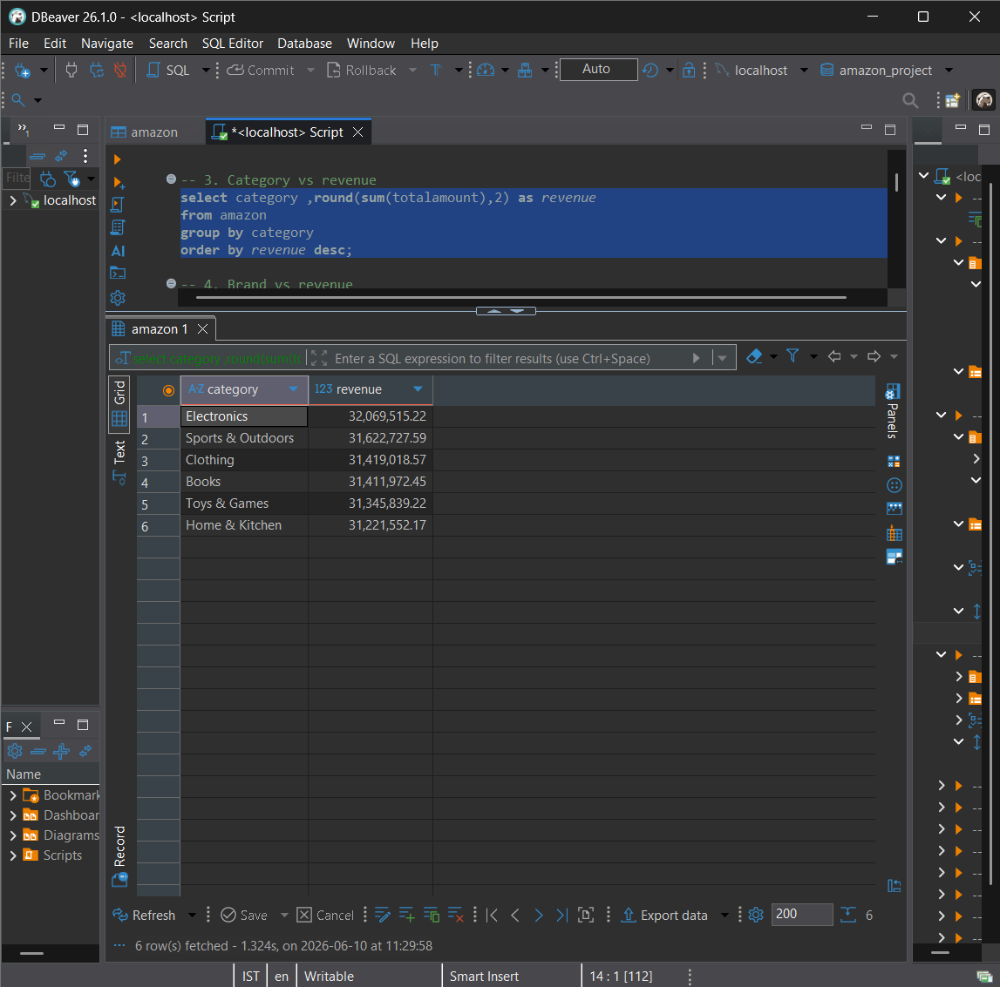 DBeaver 26.1.0 - <localhost> Script
File Edit Navigate Search SQL Editor Database Window Help
SQL Commit Rollback T Auto localhost amazon_project
»1
amazon
*<localhost> Script
Filte
localhost
-- 3. Category vs revenue
select category ,round(sum(totalamount),2) as revenue
from amazon
group by category
order by revenue desc;
-- 4. Brand vs revenue
AI
<loc
amazon 1
select category ,round(sum(to
Enter a SQL expression to filter results (use Ctrl+Space)
Grid
Text
Record
Panels
A-Z category 123 revenue
1 Electronics 32,069,515.22
2 Sports & Outdoors 31,622,727.59
3 Clothing 31,419,018.57
4 Books 31,411,972.45
5 Toys & Games 31,345,839.22
6 Home & Kitchen 31,221,552.17
F
Name
Bookmark
Dashboar
Diagrams
Scripts
Refresh Save Cancel Export data 200 6
6 row(s) fetched - 1.324s, on 2026-06-10 at 11:29:58
IST en Writable Smart Insert 14 : 1 [112]